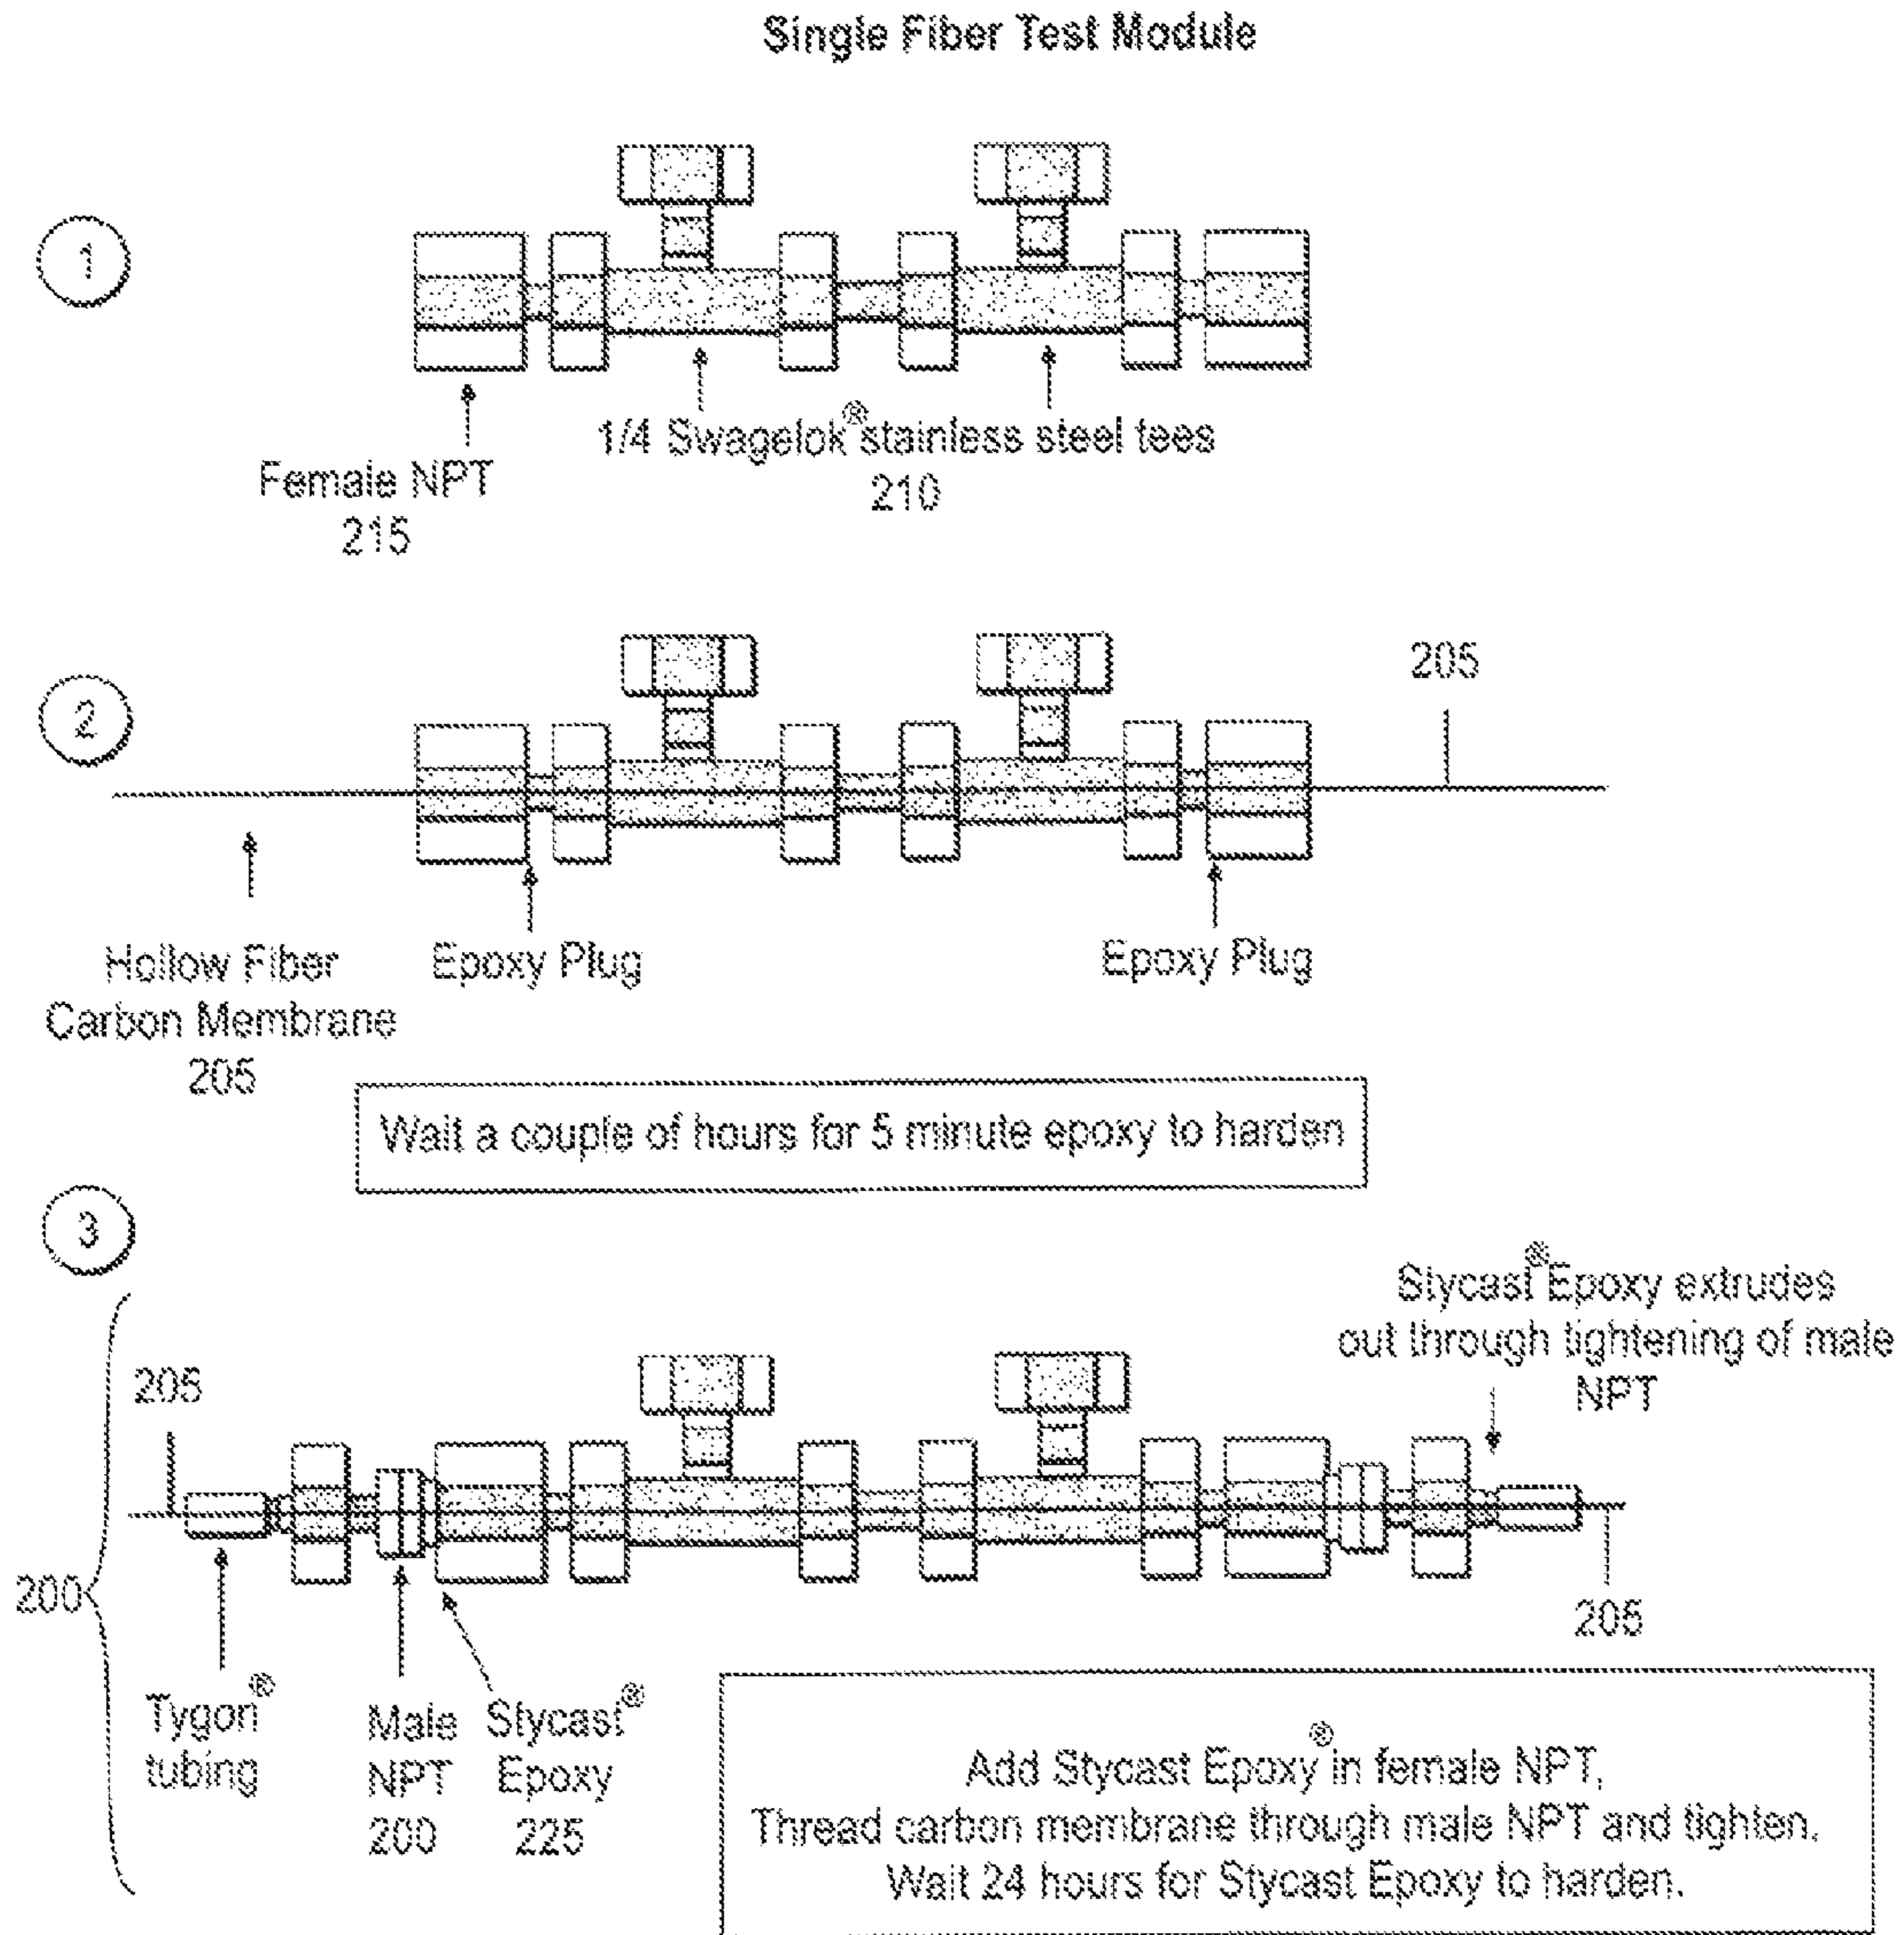 Single Fiber Test Module
1
1/4 Swagelok® stainless steel tees
210
Female NPT
215
2
205
Hollow Fiber
Carbon Membrane
205
Epoxy Plug
Epoxy Plug
Wait a couple of hours for 5 minute epoxy to harden
3
Stycast® Epoxy extrudes
out through tightening of male
NPT
205
200
205
Tygon®
tubing
Male
NPT
200
Stycast®
Epoxy
225
Add Stycast Epoxy® in female NPT,
Thread carbon membrane through male NPT and tighten.
Wait 24 hours for Stycast Epoxy to harden.